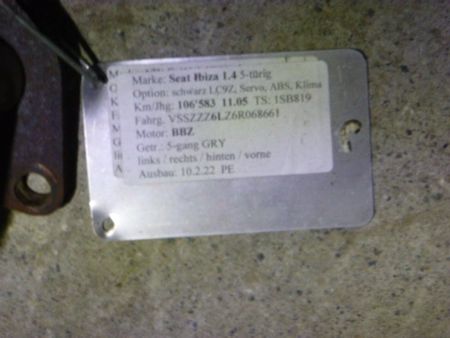 Marke: Seat Ibiza 1.4 5-türig
Option: schwarz LC9Z, Servo, ABS, Klima
Km/Jhg: 106'583 11.05 TS: 1SB819
Fahrg. VSSZZZ6LZ6R068661
Motor: BBZ
Getr.: 5-gang GRY
links / rechts / hinten / vorne
Ausbau: 10.2.22 PE